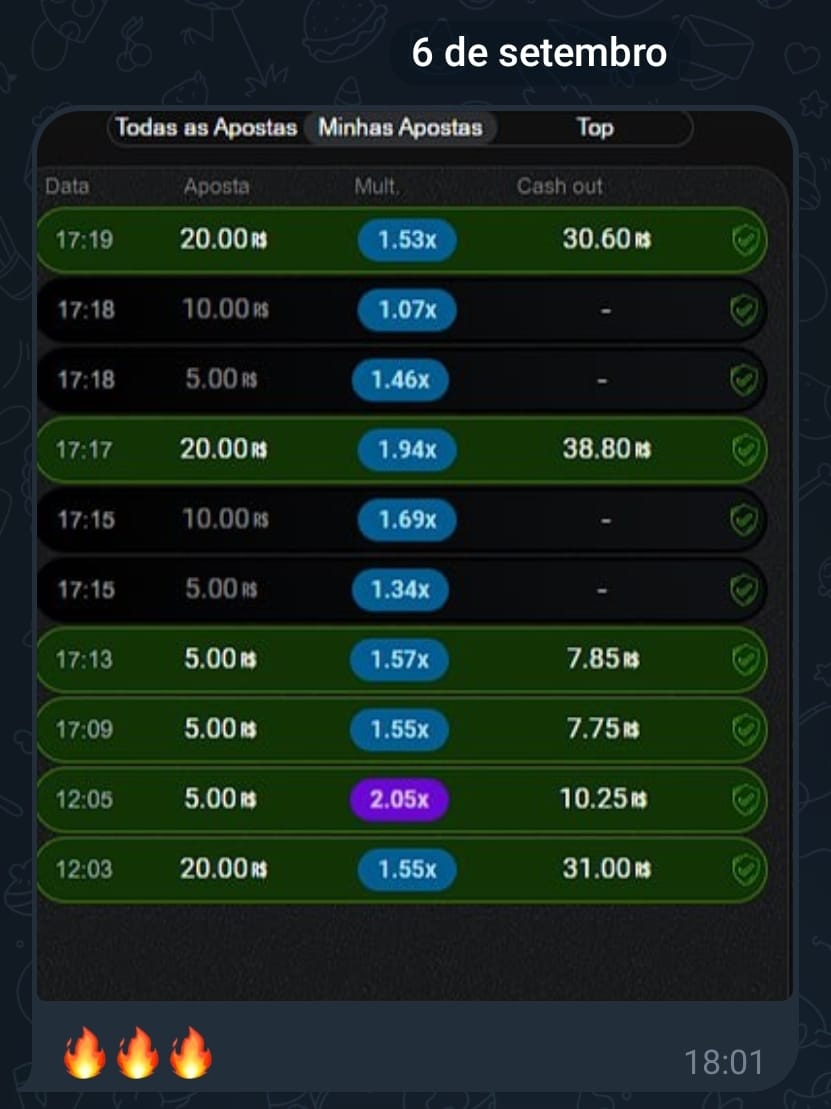 6 de setembro
Todas as Apostas Minhas Apostas Top
Data Aposta Mult. Cash out
17:19 20.00 R$ 1.53x 30.60 R$
17:18 10.00 R$ 1.07x -
17:18 5.00 R$ 1.46x -
17:17 20.00 R$ 1.94x 38.80 R$
17:15 10.00 R$ 1.69x -
17:15 5.00 R$ 1.34x -
17:13 5.00 R$ 1.57x 7.85 R$
17:09 5.00 R$ 1.55x 7.75 R$
12:05 5.00 R$ 2.05x 10.25 R$
12:03 20.00 R$ 1.55x 31.00 R$
🔥🔥🔥 18:01